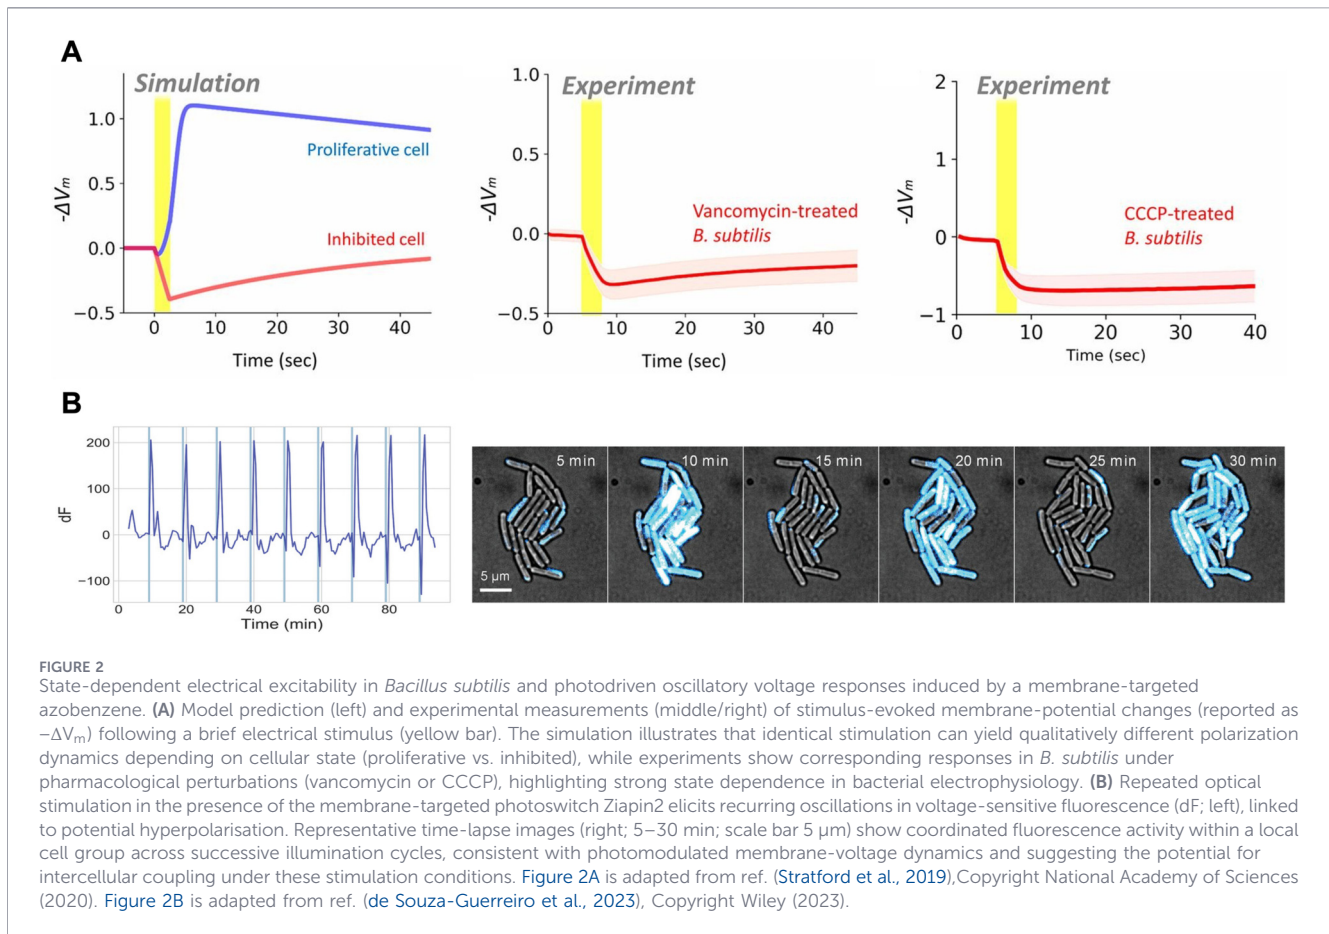 A
Simulation
Experiment
Experiment
1.0
0.5
0.0
−0.5
-ΔVm
Proliferative cell
Inhibited cell
0 10 20 30 40
Time (sec)
1.0
0.5
0.0
−0.5
-ΔVm
Vancomycin-treated
B. subtilis
0 10 20 30 40
Time (sec)
2
1
0
−1
-ΔVm
CCCP-treated
B. subtilis
0 10 20 30 40
Time (sec)
B
200
100
0
−100
dF
0 20 40 60 80
Time (min)
5 min
10 min
15 min
20 min
25 min
30 min
5 µm
FIGURE 2
State-dependent electrical excitability in Bacillus subtilis and photodriven oscillatory voltage responses induced by a membrane-targeted
azobenzene. (A) Model prediction (left) and experimental measurements (middle/right) of stimulus-evoked membrane-potential changes (reported as
−ΔVm) following a brief electrical stimulus (yellow bar). The simulation illustrates that identical stimulation can yield qualitatively different polarization
dynamics depending on cellular state (proliferative vs. inhibited), while experiments show corresponding responses in B. subtilis under
pharmacological perturbations (vancomycin or CCCP), highlighting strong state dependence in bacterial electrophysiology. (B) Repeated optical
stimulation in the presence of the membrane-targeted photoswitch Ziapin2 elicits recurring oscillations in voltage-sensitive fluorescence (dF; left), linked
to potential hyperpolarisation. Representative time-lapse images (right; 5–30 min; scale bar 5 µm) show coordinated fluorescence activity within a local
cell group across successive illumination cycles, consistent with photomodulated membrane-voltage dynamics and suggesting the potential for
intercellular coupling under these stimulation conditions. Figure 2A is adapted from ref. (Stratford et al., 2019),Copyright National Academy of Sciences
(2020). Figure 2B is adapted from ref. (de Souza-Guerreiro et al., 2023), Copyright Wiley (2023).